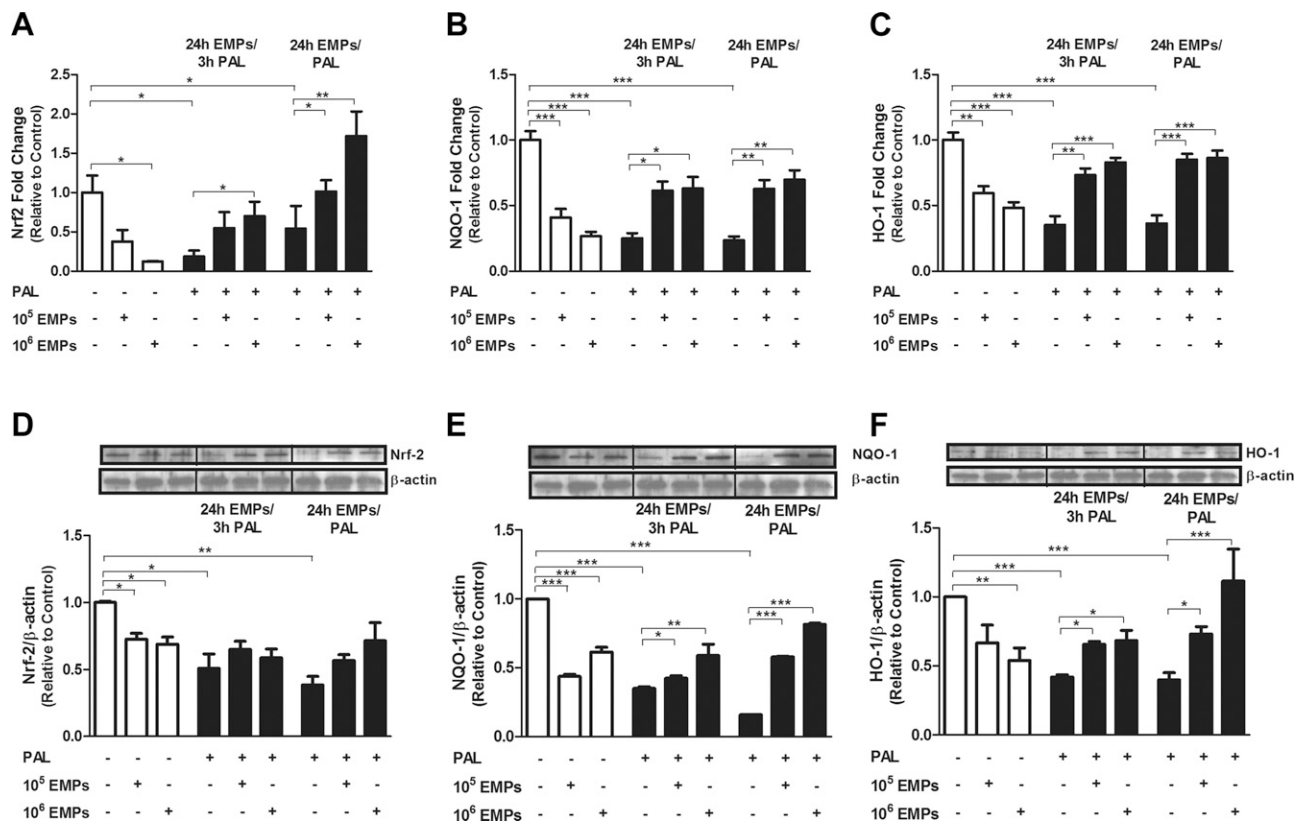 A
24h EMPs/
3h PAL
24h EMPs/
PAL
Nrf2 Fold Change
(Relative to Control)
2.5
2.0
1.5
1.0
0.5
0.0
* * * * * **
PAL - - - + + + + + +
10⁵ EMPs - + - - + - - + -
10⁶ EMPs - - + - - + - - +
B
24h EMPs/
3h PAL
24h EMPs/
PAL
NQO-1 Fold Change
(Relative to Control)
1.5
1.0
0.5
0.0
*** *** *** *** * * ** **
PAL - - - + + + + + +
10⁵ EMPs - + - - + - - + -
10⁶ EMPs - - + - - + - - +
C
24h EMPs/
3h PAL
24h EMPs/
PAL
HO-1 Fold Change
(Relative to Control)
1.5
1.0
0.5
0.0
*** *** *** ** *** ** *** ***
PAL - - - + + + + + +
10⁵ EMPs - + - - + - - + -
10⁶ EMPs - - + - - + - - +
D
Nrf-2
β-actin
24h EMPs/
3h PAL
24h EMPs/
PAL
Nrf-2/β-actin
(Relative to Control)
1.5
1.0
0.5
0.0
** * * *
PAL - - - + + + + + +
10⁵ EMPs - + - - + - - + -
10⁶ EMPs - - + - - + - - +
E
NQO-1
β-actin
24h EMPs/
3h PAL
24h EMPs/
PAL
NQO-1/β-actin
(Relative to Control)
1.5
1.0
0.5
0.0
*** *** *** *** ** * *** ***
PAL - - - + + + + + +
10⁵ EMPs - + - - + - - + -
10⁶ EMPs - - + - - + - - +
F
HO-1
β-actin
24h EMPs/
3h PAL
24h EMPs/
PAL
HO-1/β-actin
(Relative to Control)
1.5
1.0
0.5
0.0
*** *** *** ** * * *
PAL - - - + + + + + +
10⁵ EMPs - + - - + - - + -
10⁶ EMPs - - + - - + - - +